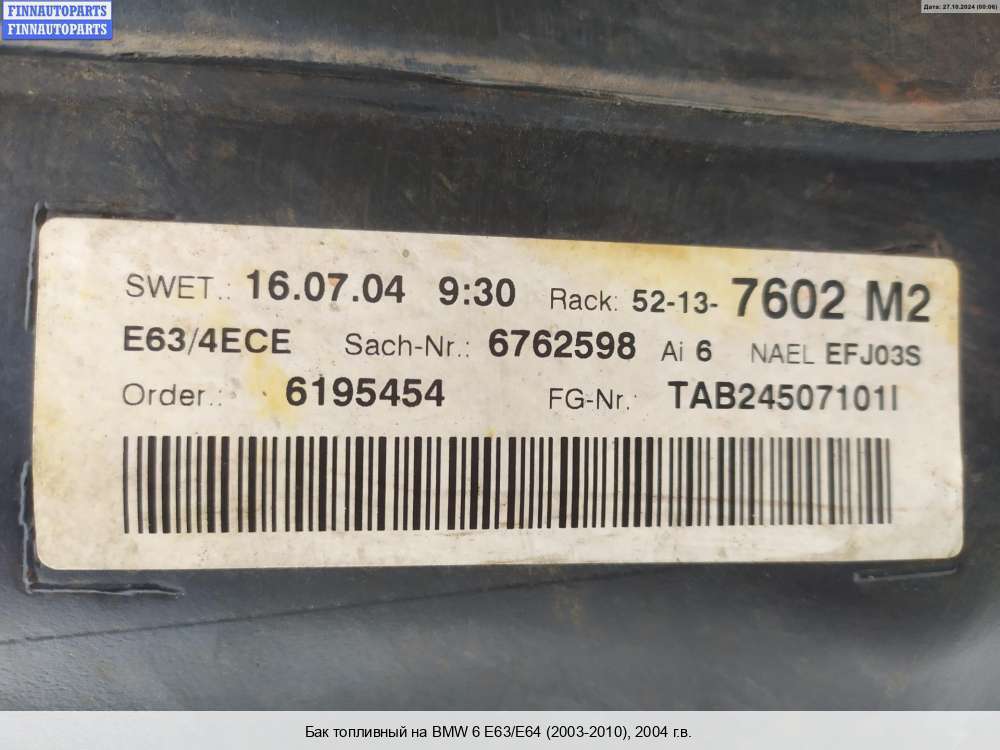 FINNAUTOPARTS
FINNAUTOPARTS
Дата: 27.10.2024 (00:06)
SWET.: 16.07.04 9:30 Rack: 52-13-7602 M2
E63/4ECE Sach-Nr.: 6762598 Ai 6 NAEL EFJ03S
Order.: 6195454 FG-Nr. TAB24507101I
Бак топливный на BMW 6 E63/E64 (2003-2010), 2004 г.в.